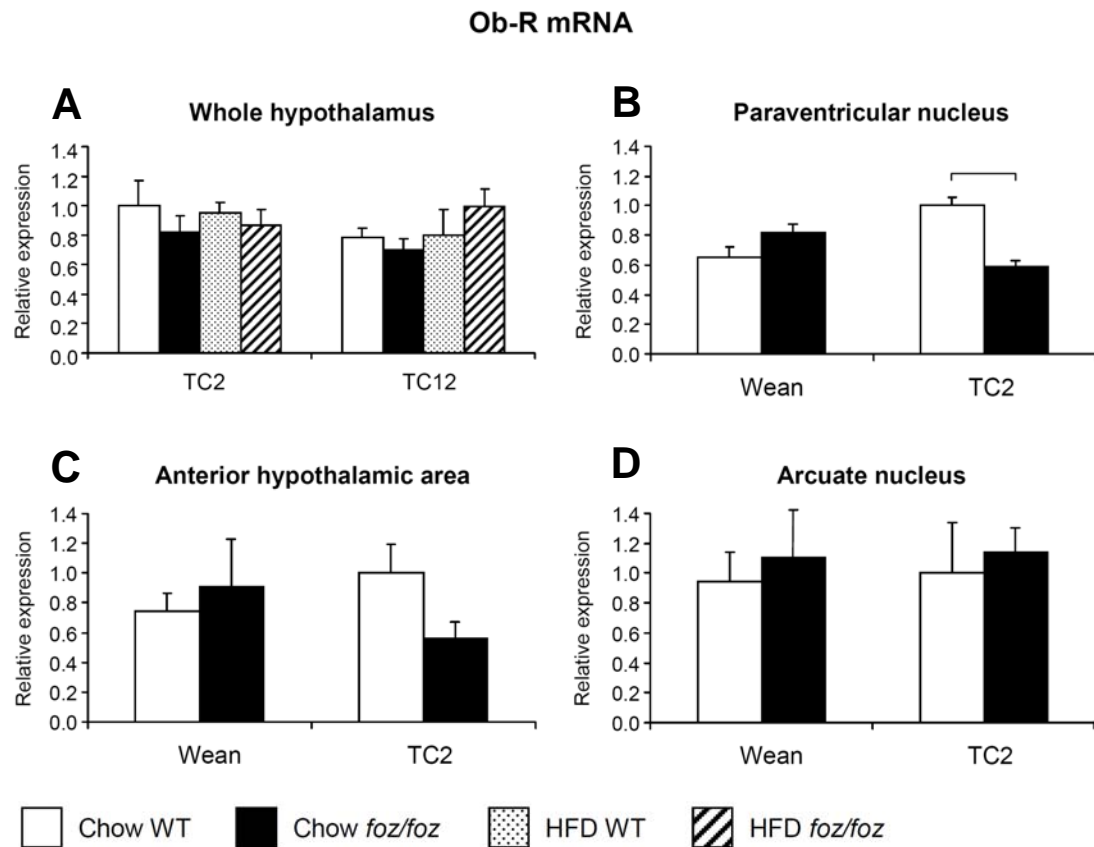 Ob-R mRNA
A
Whole hypothalamus
Relative expression
1.4
1.2
1.0
0.8
0.6
0.4
0.2
0.0
TC2 TC12
B
Paraventricular nucleus
Relative expression
1.4
1.2
1.0
0.8
0.6
0.4
0.2
0.0
Wean TC2
C
Anterior hypothalamic area
Relative expression
1.4
1.2
1.0
0.8
0.6
0.4
0.2
0.0
Wean TC2
D
Arcuate nucleus
Relative expression
1.4
1.2
1.0
0.8
0.6
0.4
0.2
0.0
Wean TC2
Chow WT Chow foz/foz HFD WT HFD foz/foz